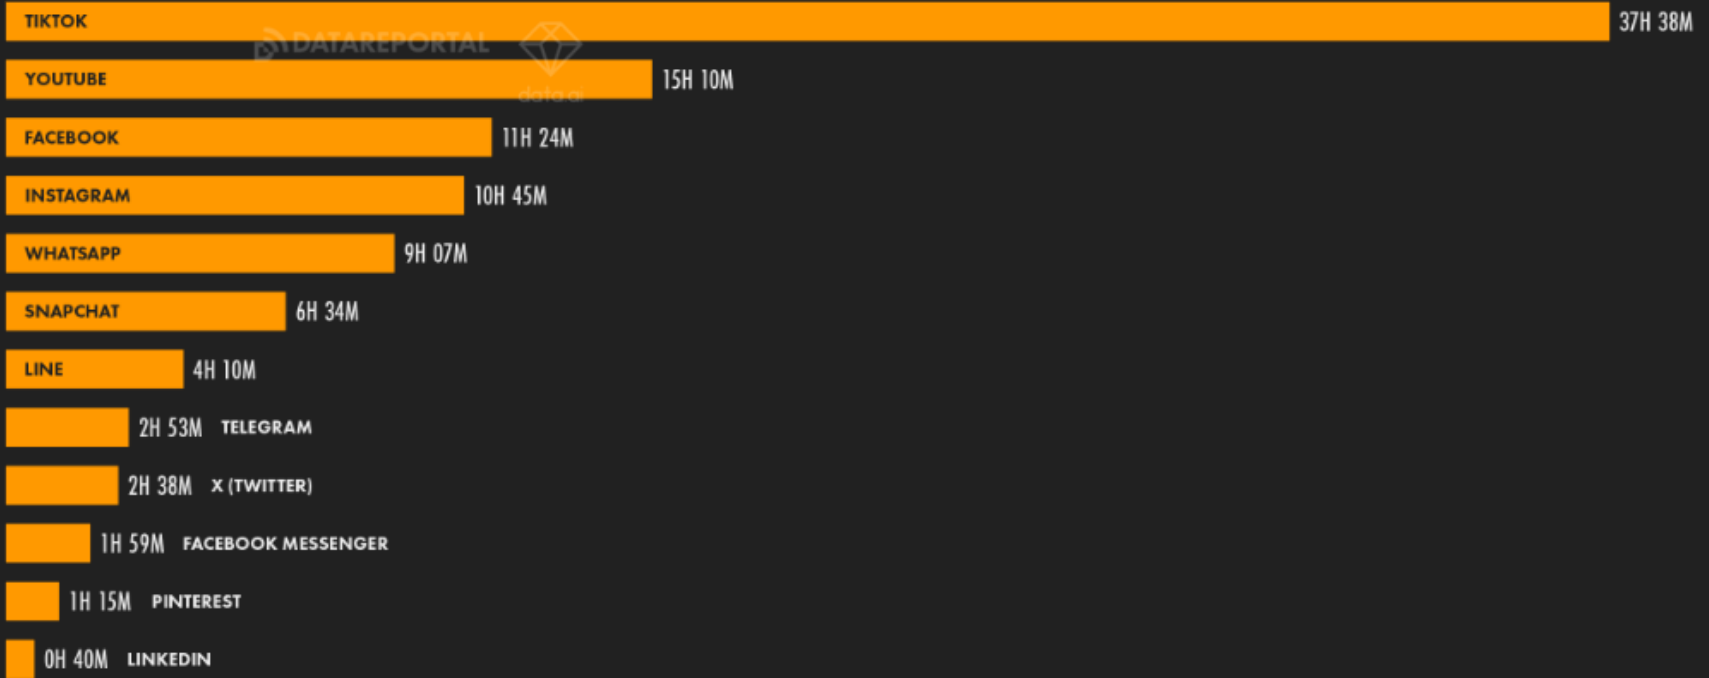 TIKTOK 37H 38M
DATAREPORTAL
YOUTUBE 15H 10M
data.ai
FACEBOOK 11H 24M
INSTAGRAM 10H 45M
WHATSAPP 9H 07M
SNAPCHAT 6H 34M
LINE 4H 10M
2H 53M TELEGRAM
2H 38M X (TWITTER)
1H 59M FACEBOOK MESSENGER
1H 15M PINTEREST
0H 40M LINKEDIN